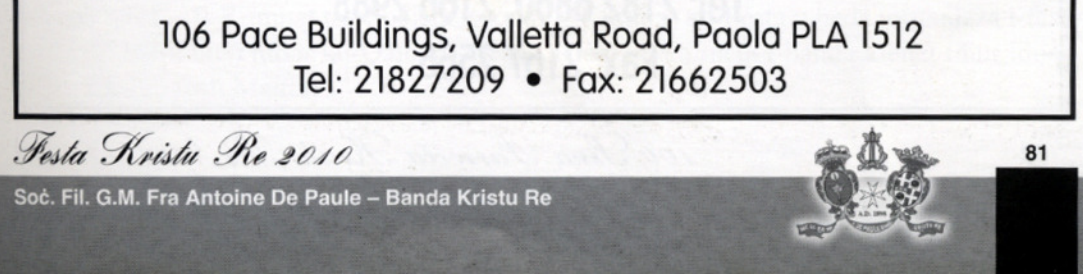 106 Pace Buildings, Valletta Road, Paola PLA 1512
Tel: 21827209 • Fax: 21662503
Festa Kristu Re 2010
81
Soċ. Fil. G.M. Fra Antoine De Paule – Banda Kristu Re
A.D. 1894